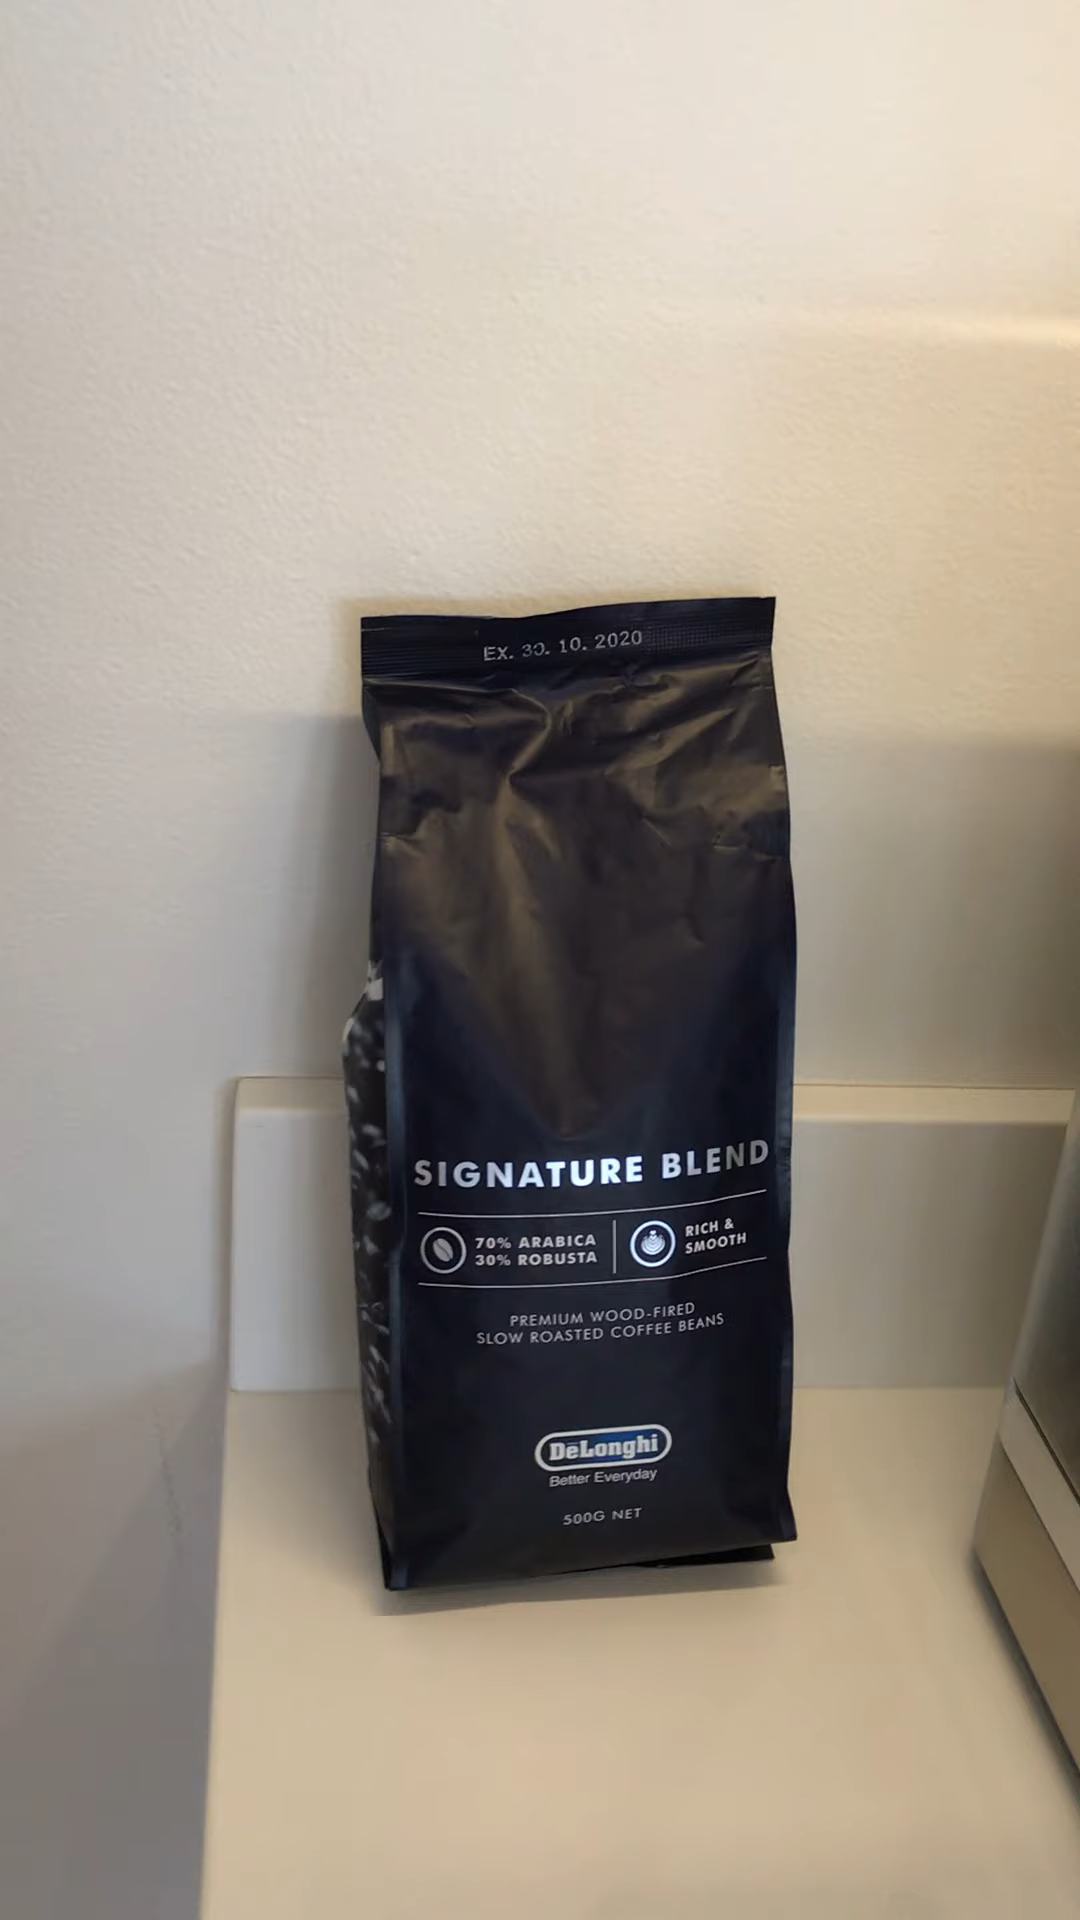 EX. 30. 10. 2020
SIGNATURE BLEND
70% ARABICA
30% ROBUSTA
RICH &
SMOOTH
PREMIUM WOOD-FIRED
SLOW ROASTED COFFEE BEANS
DeLonghi
Better Everyday
500G NET